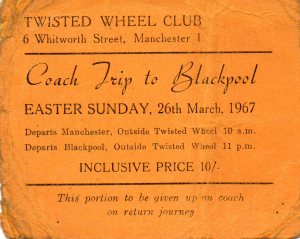 TWISTED WHEEL CLUB
6 Whitworth Street, Manchester 1
Coach Trip to Blackpool
EASTER SUNDAY, 26th March, 1967
Departs Manchester, Outside Twisted Wheel 10 a.m.
Departs Blackpool, Outside Twisted Wheel 11 p.m.
INCLUSIVE PRICE 10/-
This portion to be given up on coach
on return journey